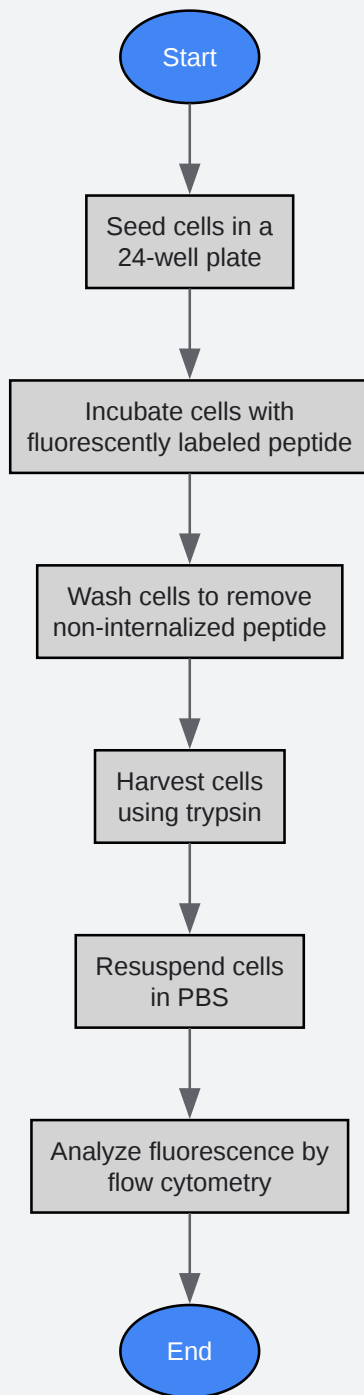 Start
Seed cells in a
24-well plate
Incubate cells with
fluorescently labeled peptide
Wash cells to remove
non-internalized peptide
Harvest cells
using trypsin
Resuspend cells
in PBS
Analyze fluorescence by
flow cytometry
End